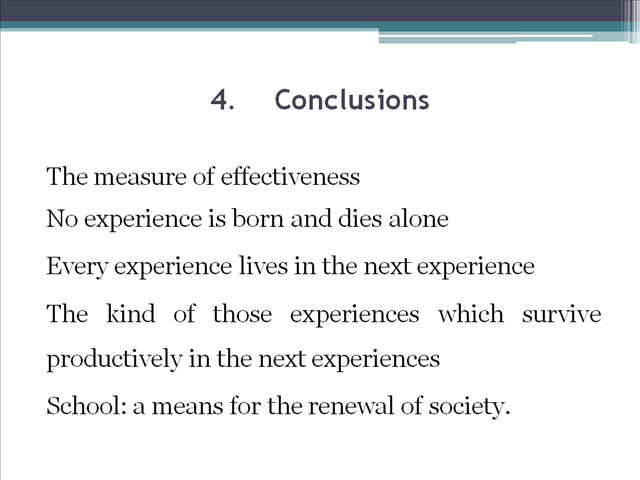 4. Conclusions
The measure of effectiveness
No experience is born and dies alone
Every experience lives in the next experience
The kind of those experiences which survive
productively in the next experiences
School: a means for the renewal of society.